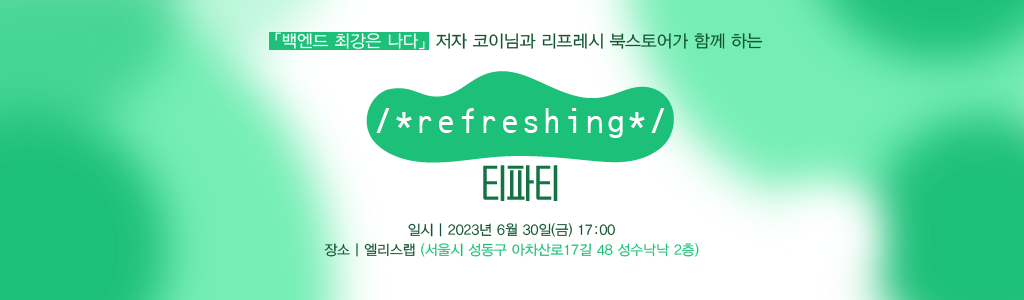 「백엔드 최강은 나다」 저자 코이님과 리프레시 북스토어가 함께 하는
/*refreshing*/
티파티
일시 | 2023년 6월 30일(금) 17:00
장소 | 엘리스랩 (서울시 성동구 아차산로17길 48 성수낙낙 2층)